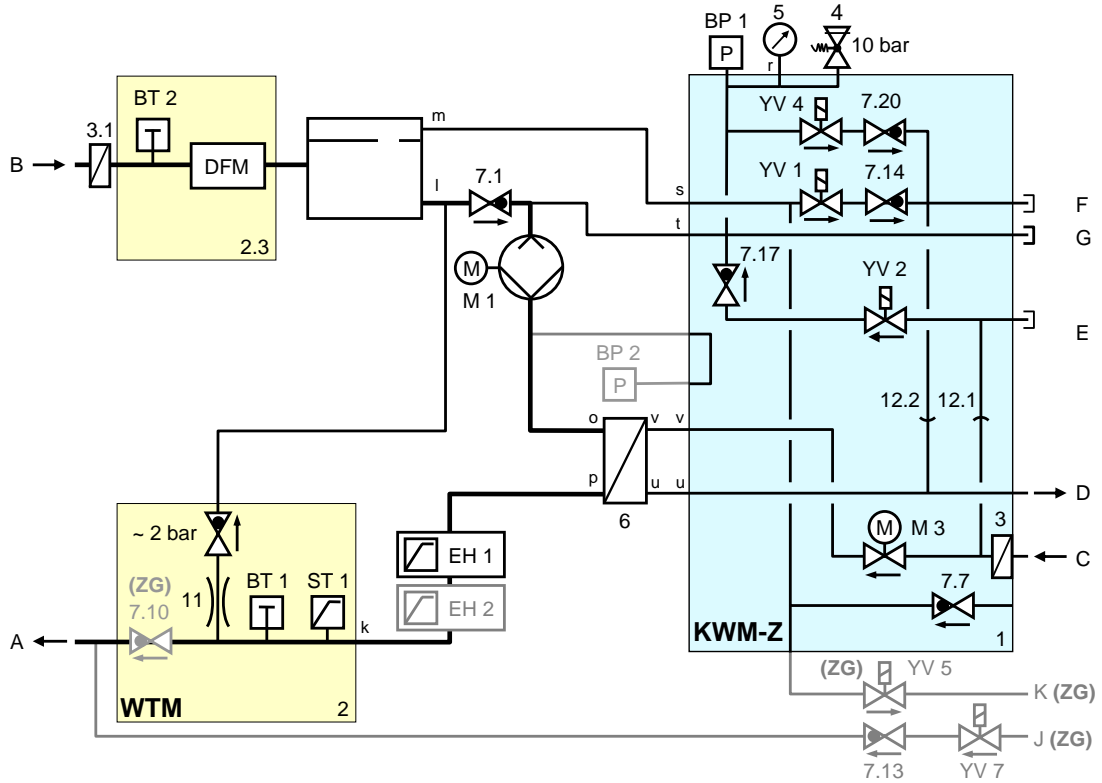 BP 1
5
4
P
r
10 bar
BT 2
3.1
B
DFM
2.3
m
l
7.1
M
M 1
YV 4
7.20
YV 1
7.14
s
F
t
G
7.17
YV 2
E
BP 2
P
12.2
12.1
o
v
v
p
u
u
D
6
M
M 3
3
C
7.7
KWM-Z
1
~ 2 bar
EH 1
(ZG)
7.10
11
BT 1
ST 1
EH 2
k
A
WTM
2
(ZG)
YV 5
K (ZG)
J (ZG)
7.13
YV 7